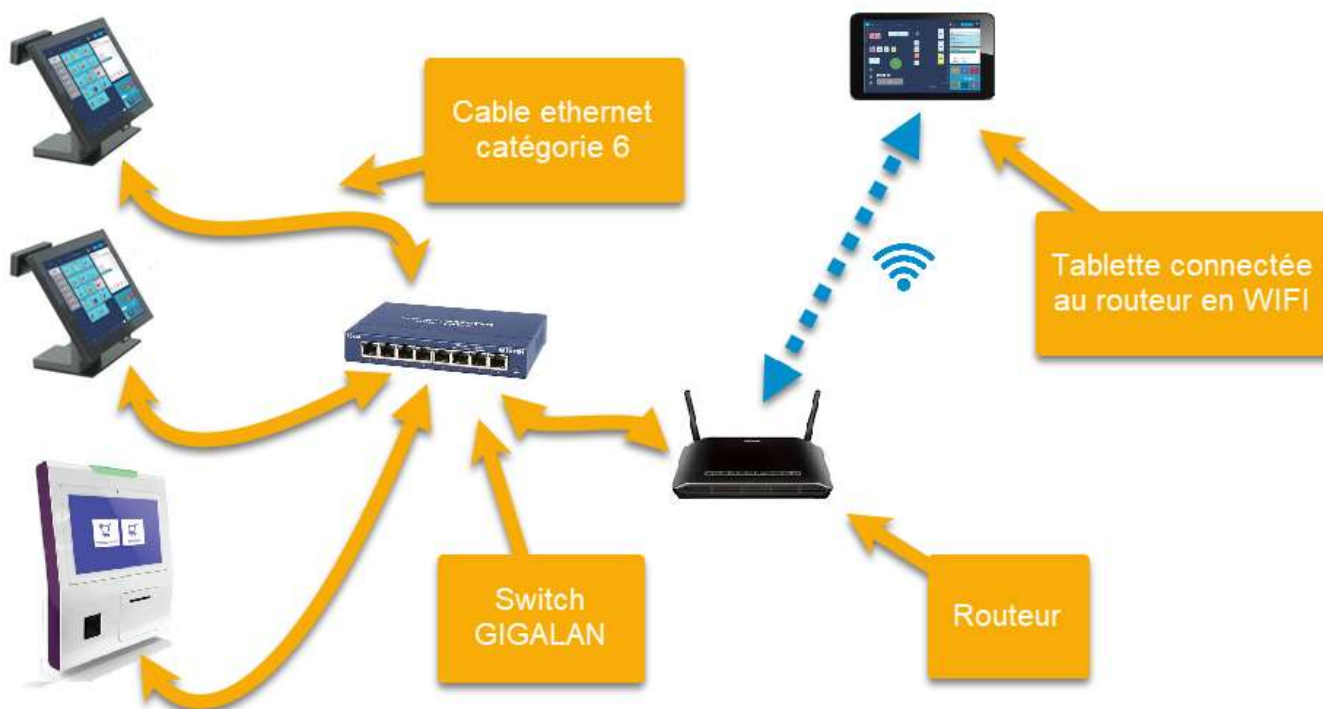 Cable ethernet
catégorie 6
Tablette connectée
au routeur en WIFI
Switch
GIGALAN
Routeur